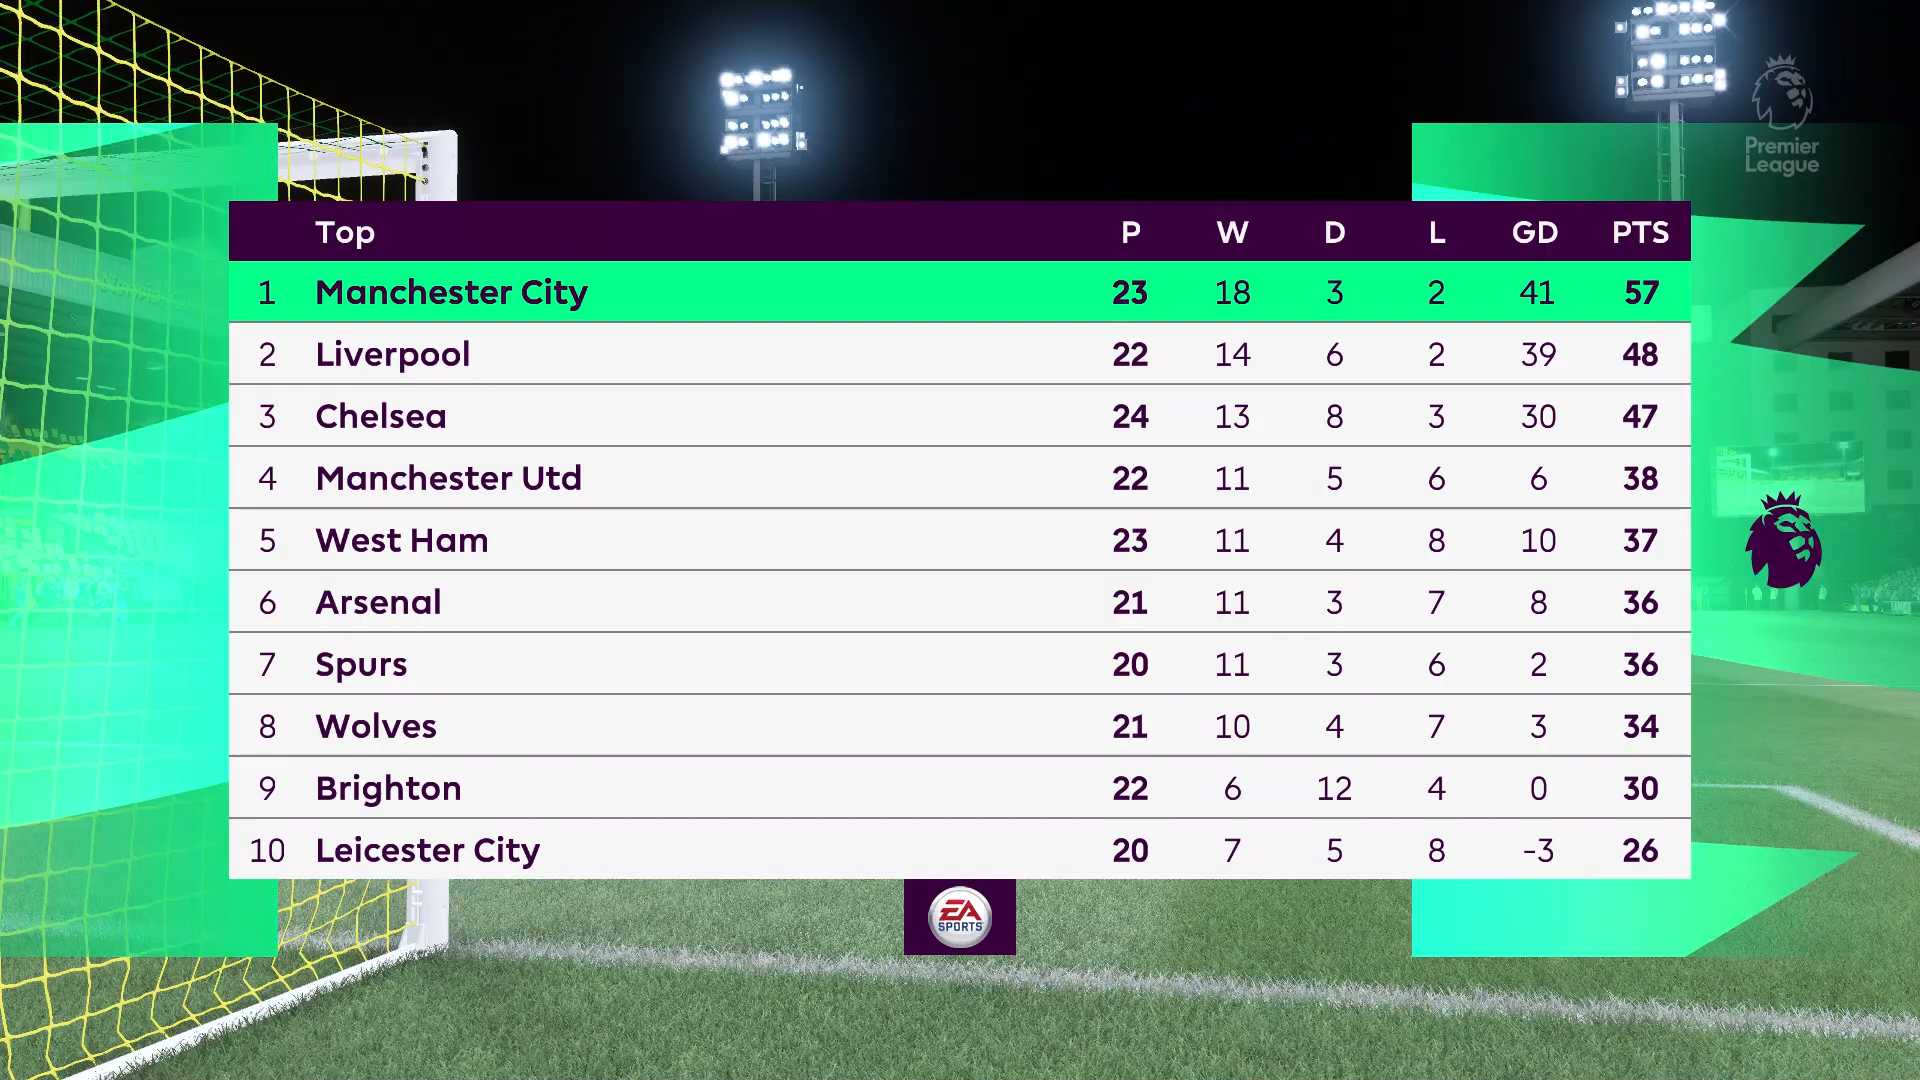 Premier
League
Top P W D L GD PTS
1 Manchester City 23 18 3 2 41 57
2 Liverpool 22 14 6 2 39 48
3 Chelsea 24 13 8 3 30 47
4 Manchester Utd 22 11 5 6 6 38
5 West Ham 23 11 4 8 10 37
6 Arsenal 21 11 3 7 8 36
7 Spurs 20 11 3 6 2 36
8 Wolves 21 10 4 7 3 34
9 Brighton 22 6 12 4 0 30
10 Leicester City 20 7 5 8 -3 26
EA
SPORTS